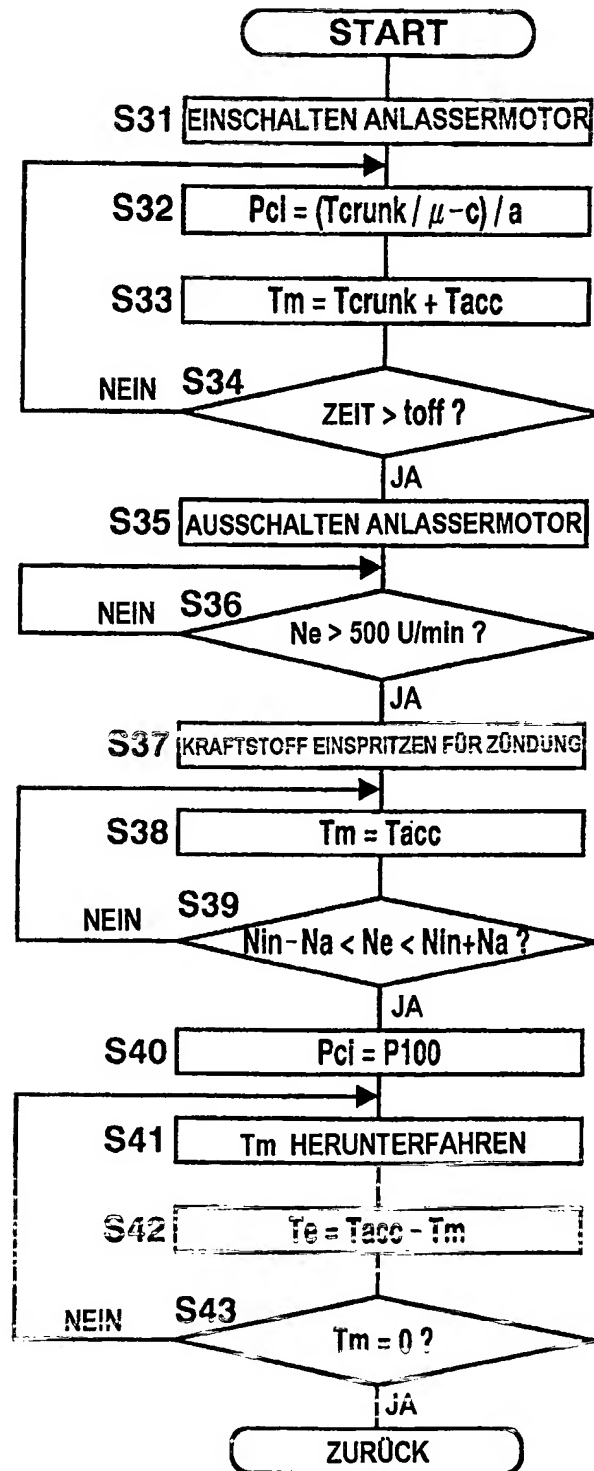 START
S31 EINSCHALTEN ANLASSERMOTOR
S32 Pcl = (Tcrunk / μ-c) / a
S33 Tm = Tcrunk + Tacc
NEIN S34
ZEIT > toff ?
JA
S35 AUSSCHALTEN ANLASSERMOTOR
NEIN S36
Ne > 500 U/min ?
JA
S37 KRAFTSTOFF EINSPRITZEN FÜR ZÜNDUNG
S38 Tm = Tacc
NEIN S39
Nin-Na < Ne < Nin+Na ?
JA
S40 Pcl = P100
S41 Tm HERUNTERFAHREN
S42 Te = Tacc - Tm
NEIN S43
Tm = 0 ?
JA
ZURÜCK